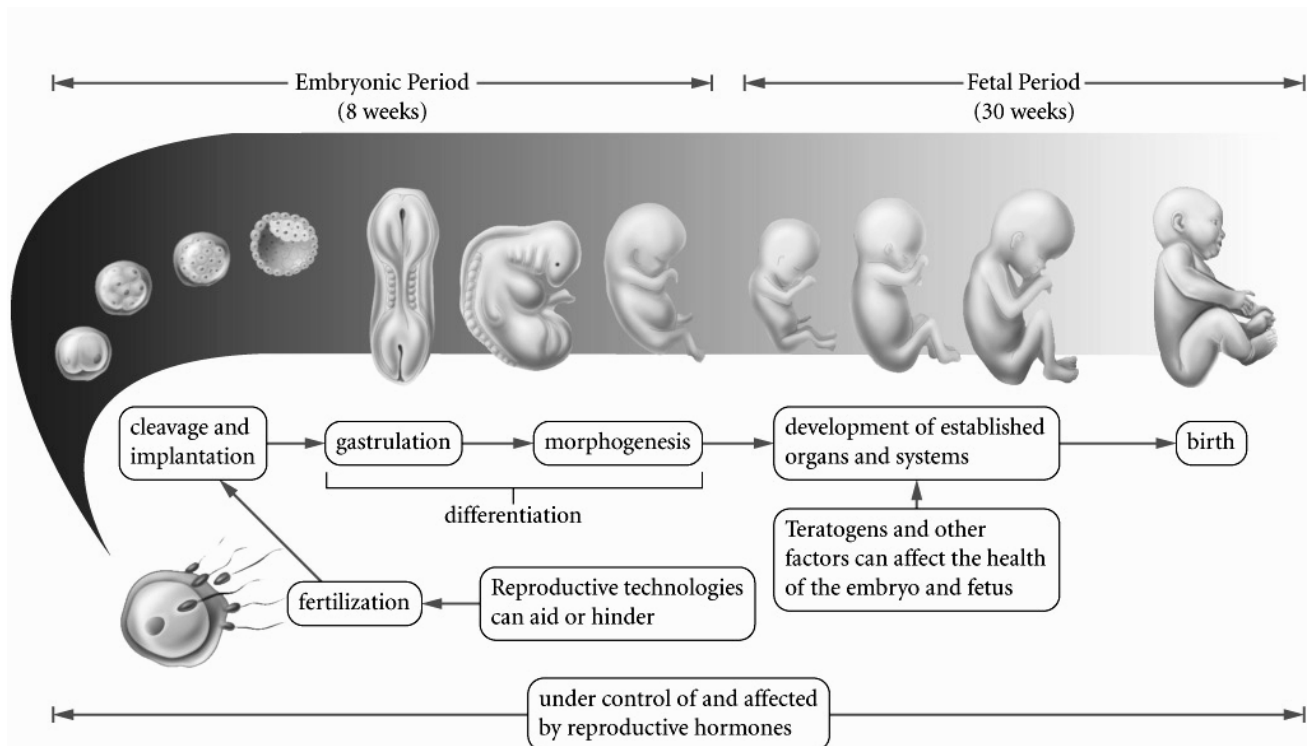 Embryonic Period
(8 weeks)
Fetal Period
(30 weeks)
cleavage and
implantation
gastrulation
morphogenesis
development of established
organs and systems
birth
differentiation
Teratogens and other
factors can affect the health
of the embryo and fetus
fertilization
Reproductive technologies
can aid or hinder
under control of and affected
by reproductive hormones